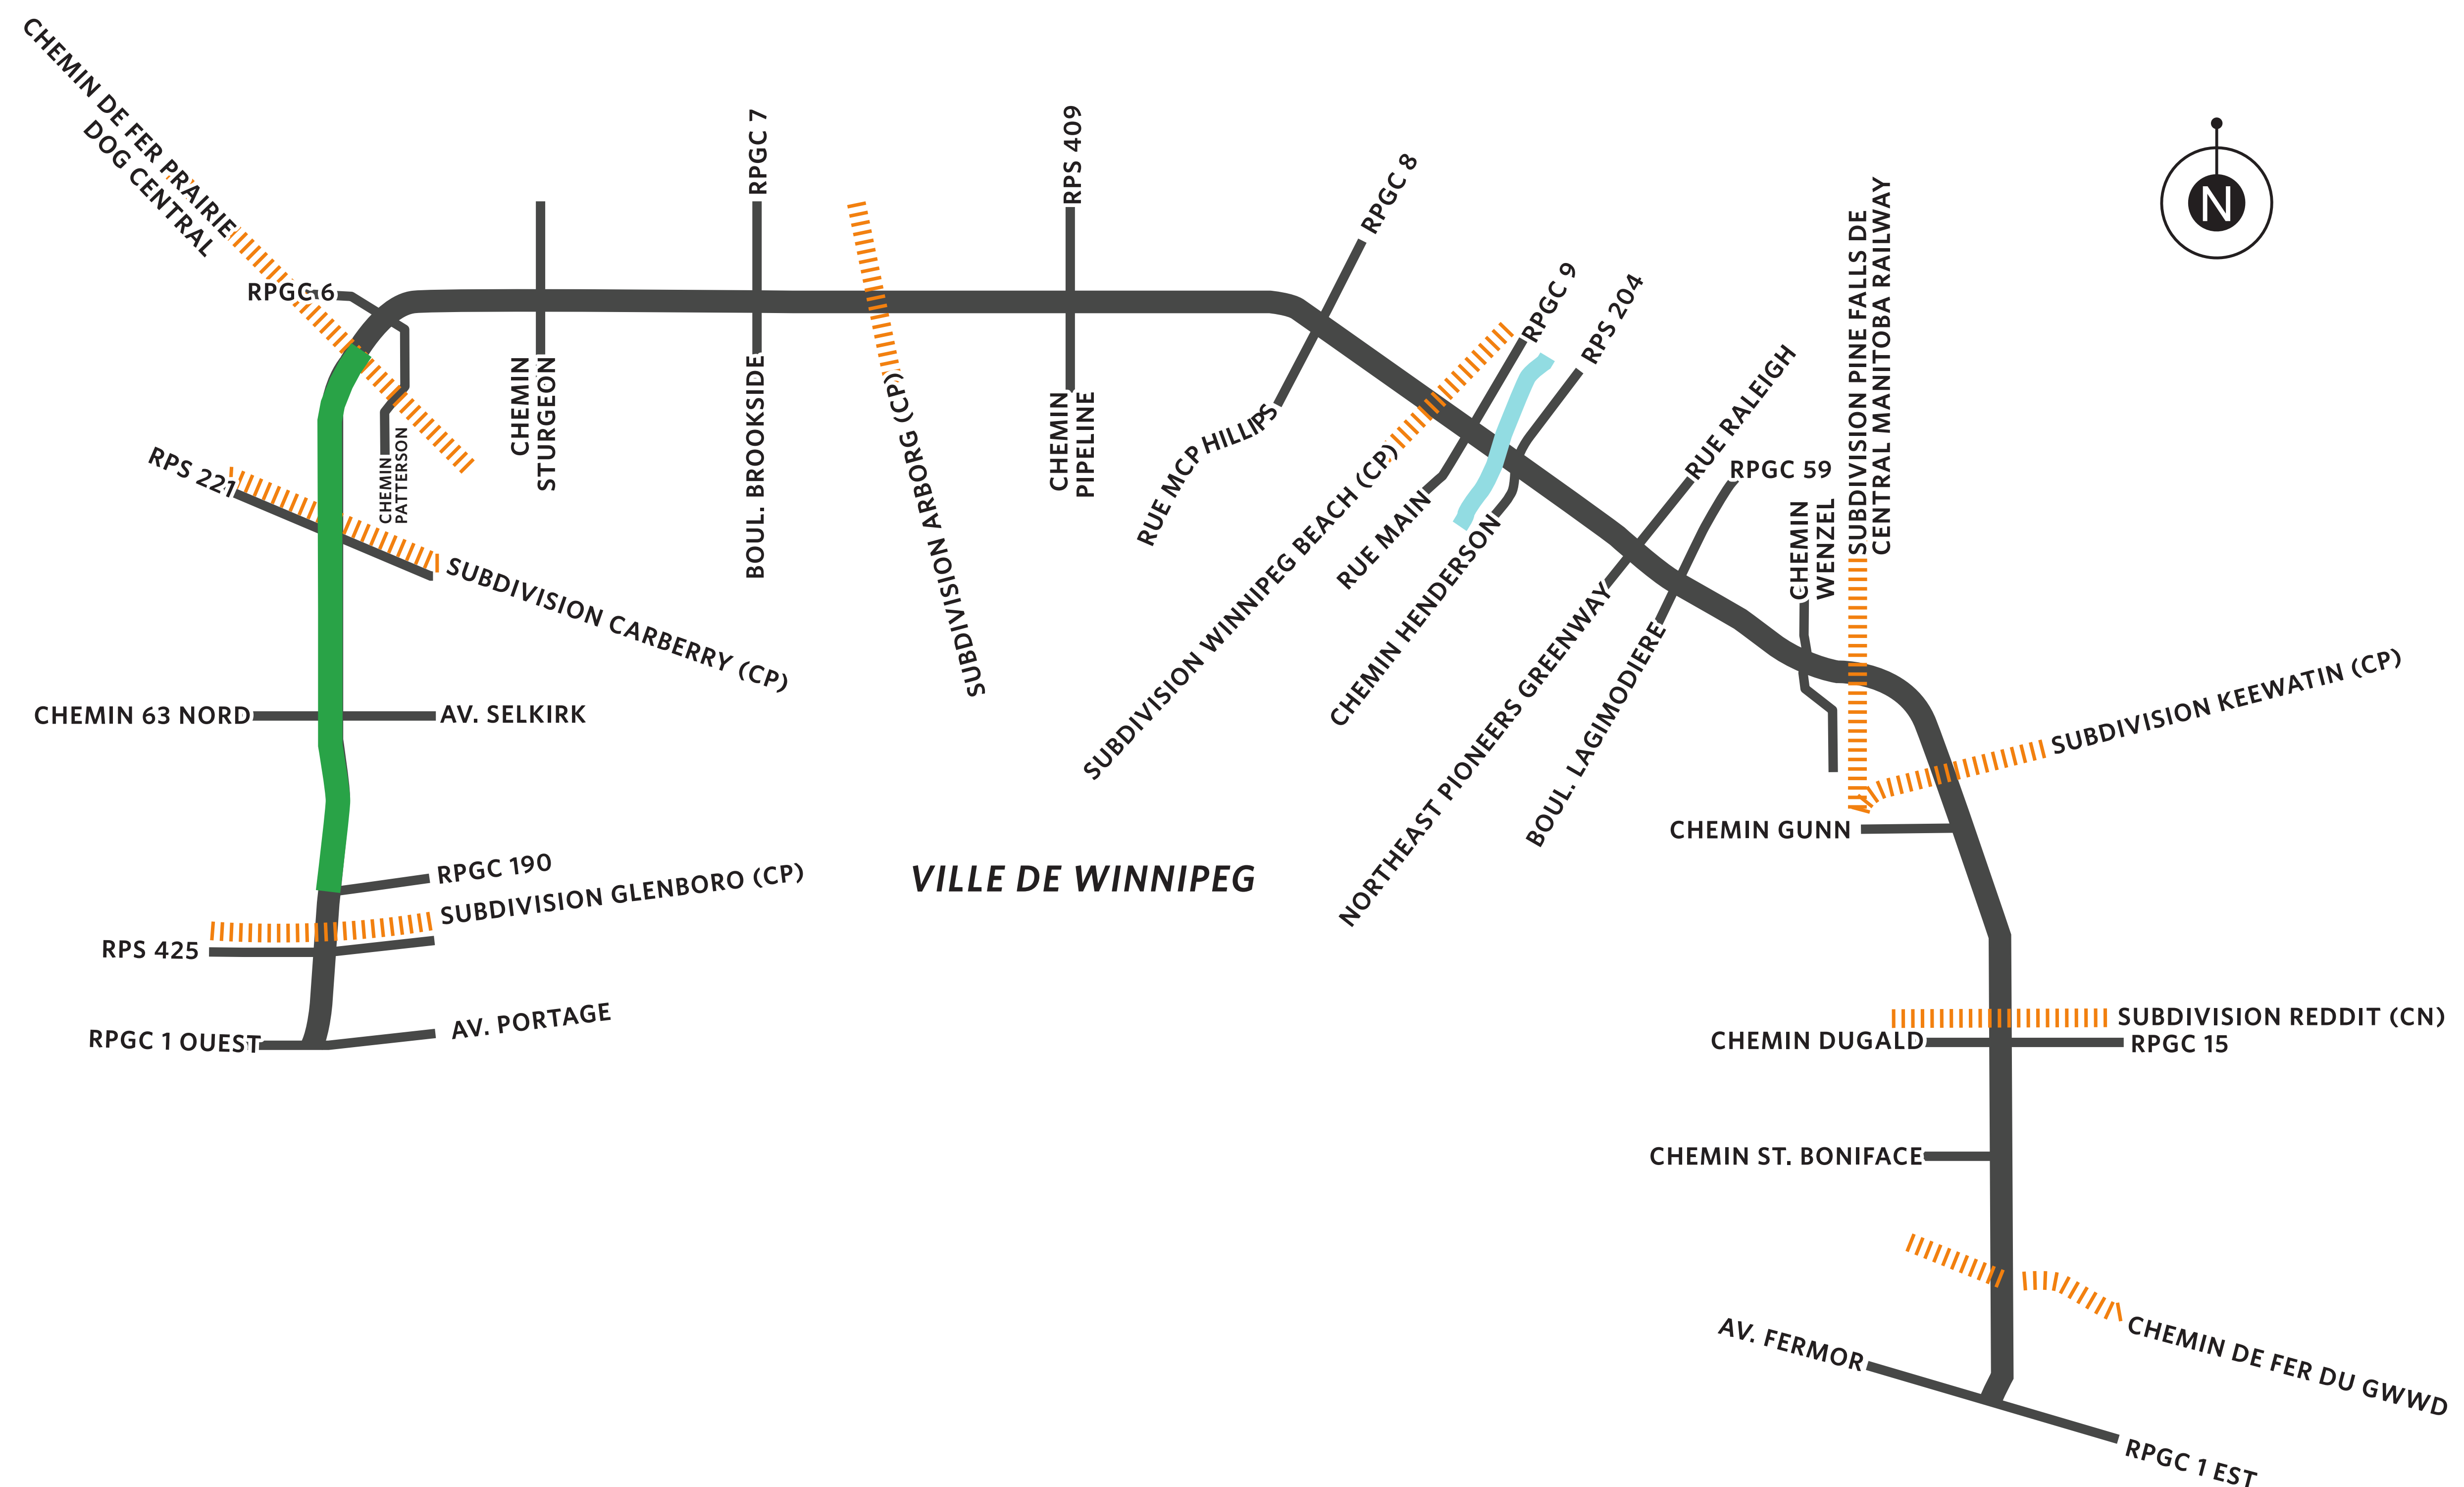 CHEMIN DE FER PRAIRIE
DOG CENTRAL
RPGC 6
CHEMIN
PATTERSON
RPS 221
SUBDIVISION CARBERRY (CP)
CHEMIN 63 NORD
AV. SELKIRK
RPGC 190
SUBDIVISION GLENBORO (CP)
RPS 425
RPGC 1 OUEST
AV. PORTAGE
CHEMIN
STURGEON
RPGC 7
BOUL. BROOKSIDE
SUBDIVISION ARBORG (CP)
RPS 409
CHEMIN
PIPELINE
RPGC 8
RUE MCP HILLIPS
SUBDIVISION WINNIPEG BEACH (CP)
RPGC 9
RUE MAIN
RPS 204
CHEMIN HENDERSON
RUE RALEIGH
NORTHEAST PIONEERS GREENWAY
RPGC 59
BOUL. LAGIMODIERE
CHEMIN
WENZEL
SUBDIVISION PINE FALLS DE
CENTRAL MANITOBA RAILWAY
N
SUBDIVISION KEEWATIN (CP)
CHEMIN GUNN
VILLE DE WINNIPEG
SUBDIVISION REDDIT (CN)
CHEMIN DUGALD
RPGC 15
CHEMIN ST. BONIFACE
CHEMIN DE FER DU GWWD
AV. FERMOR
RPGC 1 EST